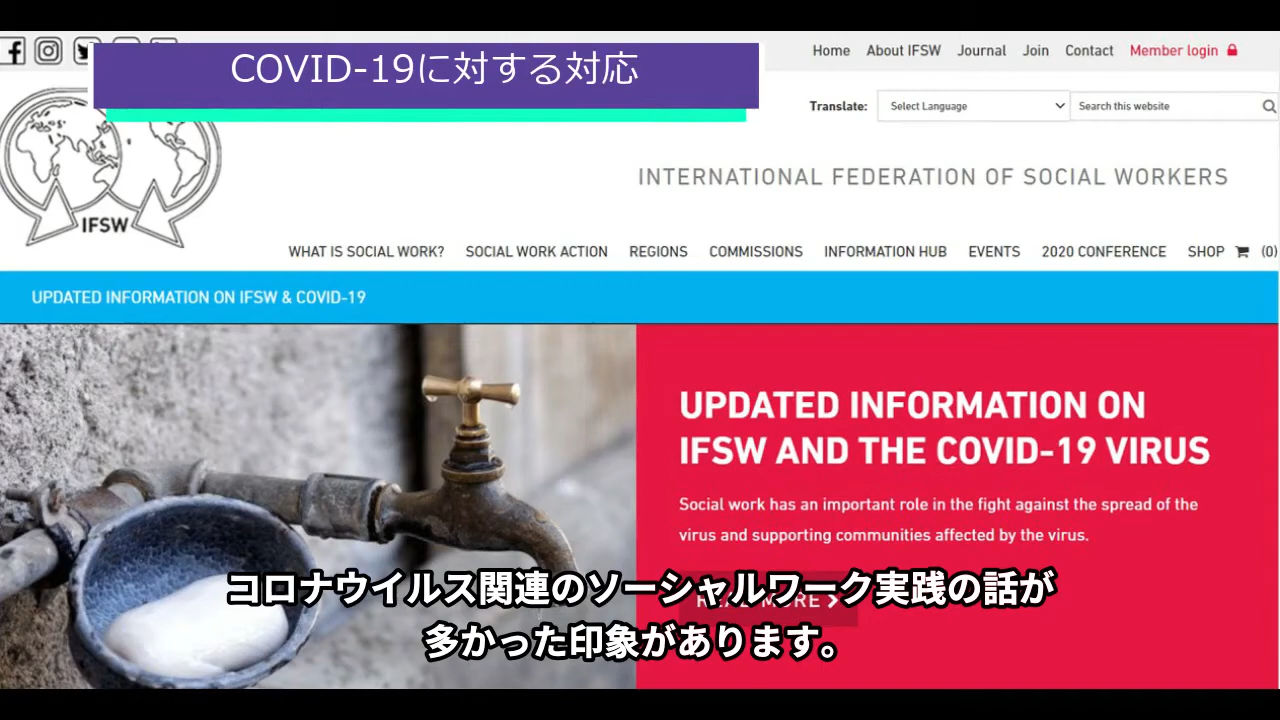 COVID-19に対する対応
Home About IFSW Journal Join Contact Member login
Translate: Select Language Search this website
INTERNATIONAL FEDERATION OF SOCIAL WORKERS
IFSW
WHAT IS SOCIAL WORK? SOCIAL WORK ACTION REGIONS COMMISSIONS INFORMATION HUB EVENTS 2020 CONFERENCE SHOP (0)
UPDATED INFORMATION ON IFSW & COVID-19
UPDATED INFORMATION ON
IFSW AND THE COVID-19 VIRUS
Social work has an important role in the fight against the spread of the
virus and supporting communities affected by the virus.
READ MORE
コロナウイルス関連のソーシャルワーク実践の話が
多かった印象があります。